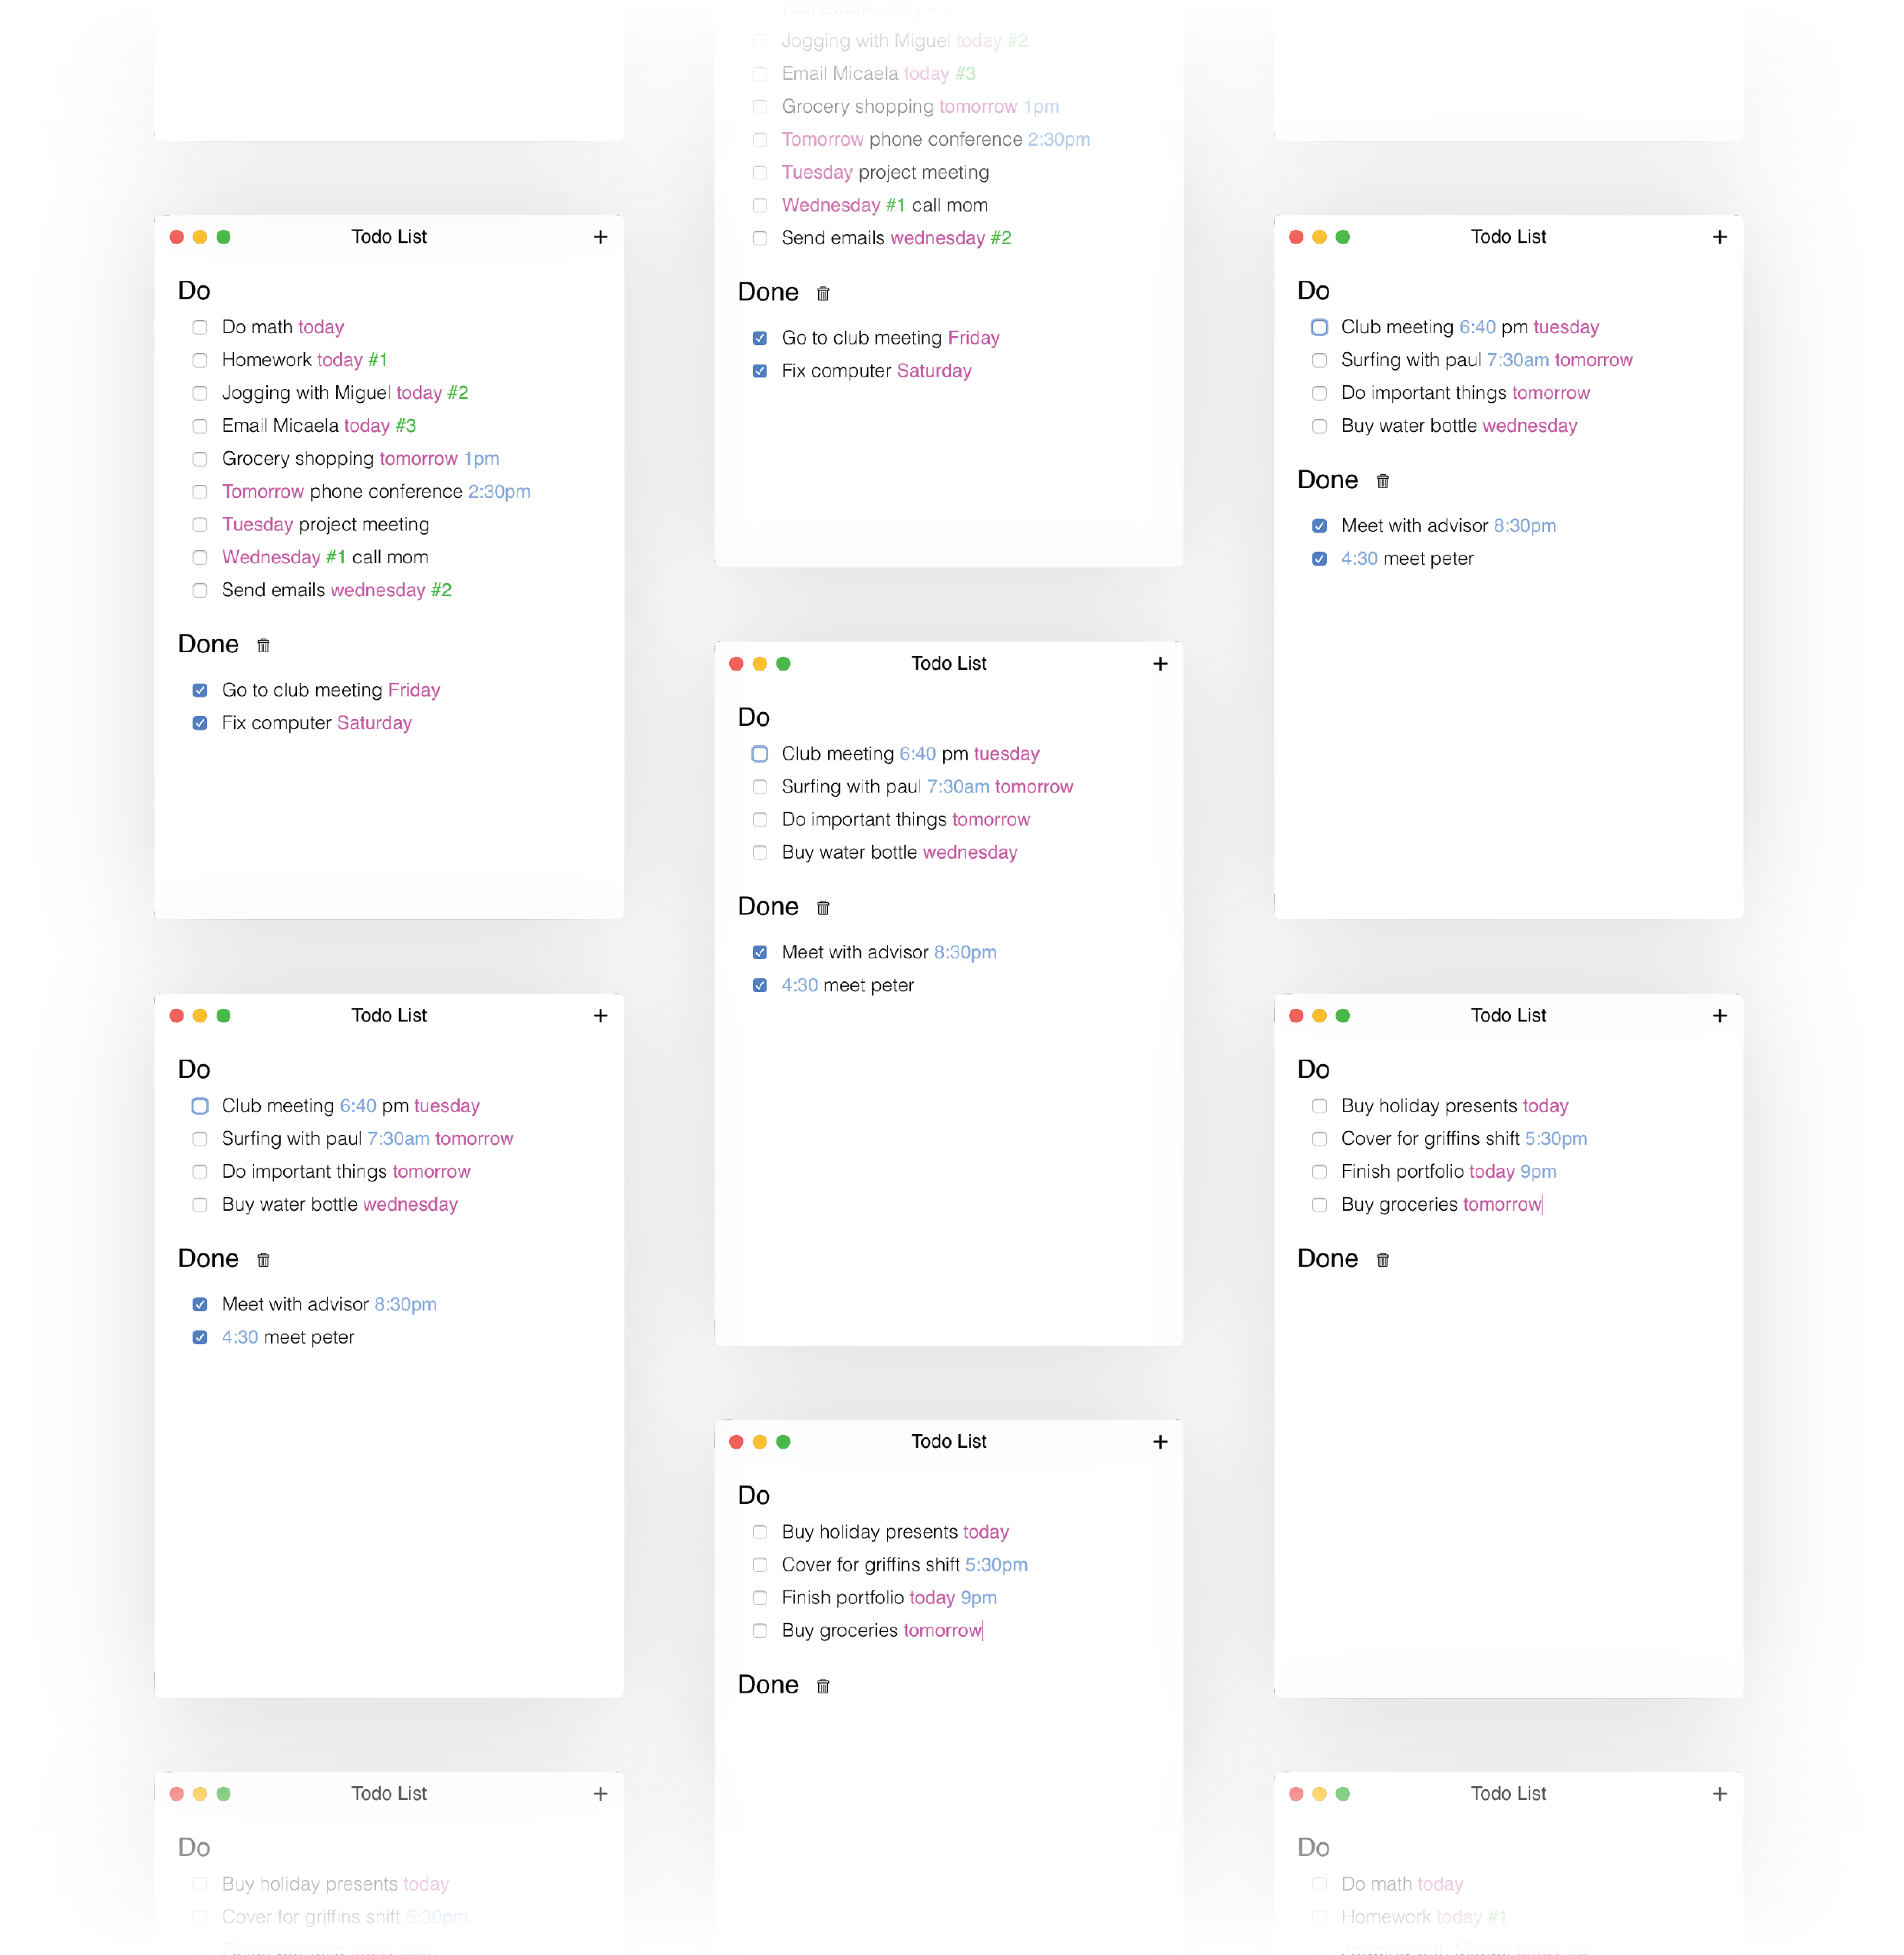 Todo List +
Do
Do math today
Homework today #1
Jogging with Miguel today #2
Email Micaela today #3
Grocery shopping tomorrow 1pm
Tomorrow phone conference 2:30pm
Tuesday project meeting
Wednesday #1 call mom
Send emails wednesday #2
Done
Go to club meeting Friday
Fix computer Saturday
Todo List +
Do
Club meeting 6:40 pm tuesday
Surfing with paul 7:30am tomorrow
Do important things tomorrow
Buy water bottle wednesday
Done
Meet with advisor 8:30pm
4:30 meet peter
Todo List +
Do
Buy holiday presents today
Cover for griffins shift 5:30pm
Homework today #1
Jogging with Miguel today #2
Email Micaela today #3
Grocery shopping tomorrow 1pm
Tomorrow phone conference 2:30pm
Tuesday project meeting
Wednesday #1 call mom
Send emails wednesday #2
Done
Go to club meeting Friday
Fix computer Saturday
Todo List +
Do
Club meeting 6:40 pm tuesday
Surfing with paul 7:30am tomorrow
Do important things tomorrow
Buy water bottle wednesday
Done
Meet with advisor 8:30pm
4:30 meet peter
Todo List +
Do
Buy holiday presents today
Cover for griffins shift 5:30pm
Finish portfolio today 9pm
Buy groceries tomorrow
Done
Todo List +
Do
Club meeting 6:40 pm tuesday
Surfing with paul 7:30am tomorrow
Do important things tomorrow
Buy water bottle wednesday
Done
Meet with advisor 8:30pm
4:30 meet peter
Todo List +
Do
Buy holiday presents today
Cover for griffins shift 5:30pm
Finish portfolio today 9pm
Buy groceries tomorrow
Done
Todo List +
Do
Do math today
Homework today #1